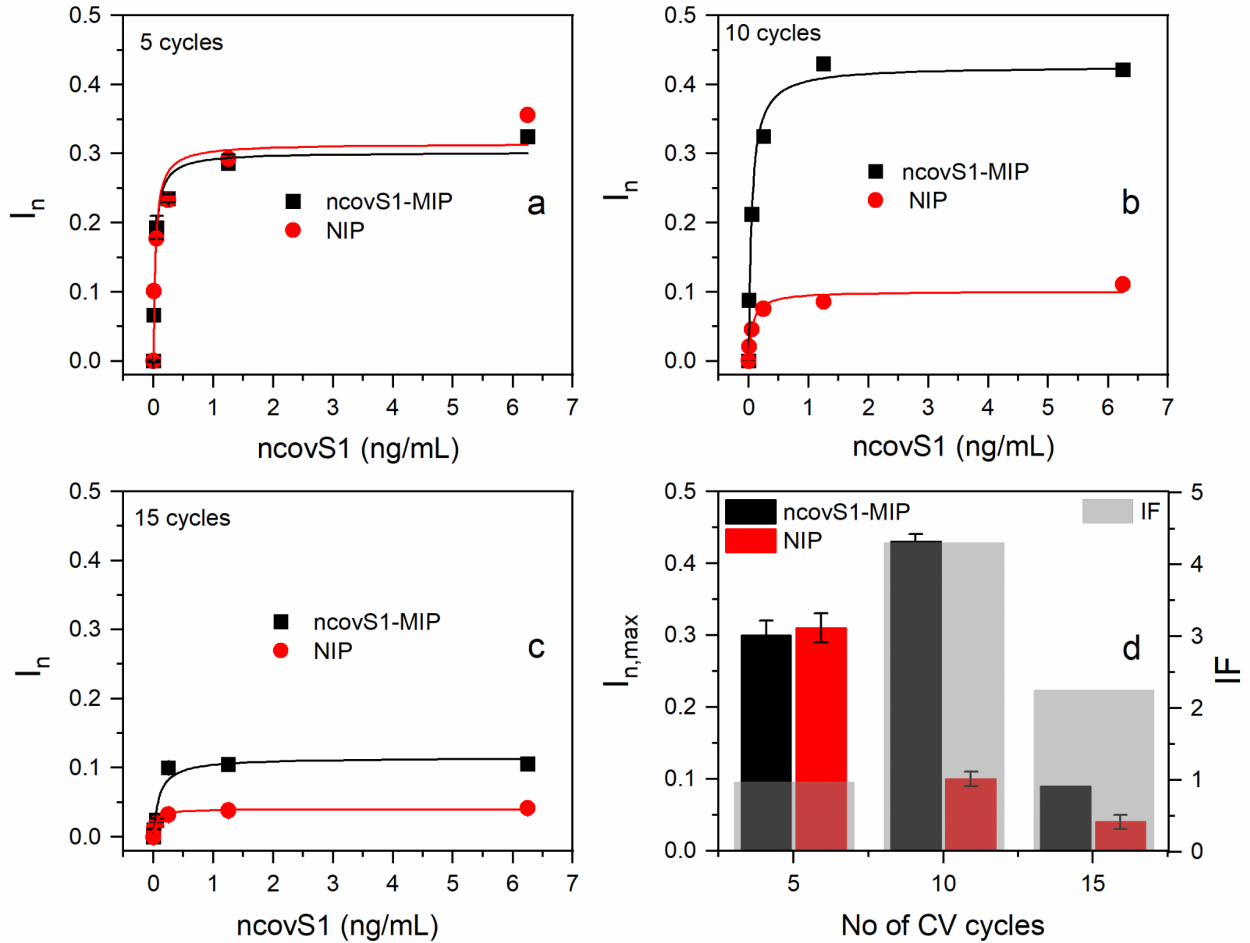 5 cycles
0.5
0.4
0.3
0.2
0.1
0.0
I_n
ncovS1-MIP
NIP
a
0 1 2 3 4 5 6 7
ncovS1 (ng/mL)
10 cycles
0.5
0.4
0.3
0.2
0.1
0.0
I_n
ncovS1-MIP
NIP
b
0 1 2 3 4 5 6 7
ncovS1 (ng/mL)
15 cycles
0.5
0.4
0.3
0.2
0.1
0.0
I_n
ncovS1-MIP
NIP
c
0 1 2 3 4 5 6 7
ncovS1 (ng/mL)
ncovS1-MIP
NIP
IF
0.5
0.4
0.3
0.2
0.1
0.0
I_n,max
d
5
4
3
2
1
0
IF
5 10 15
No of CV cycles